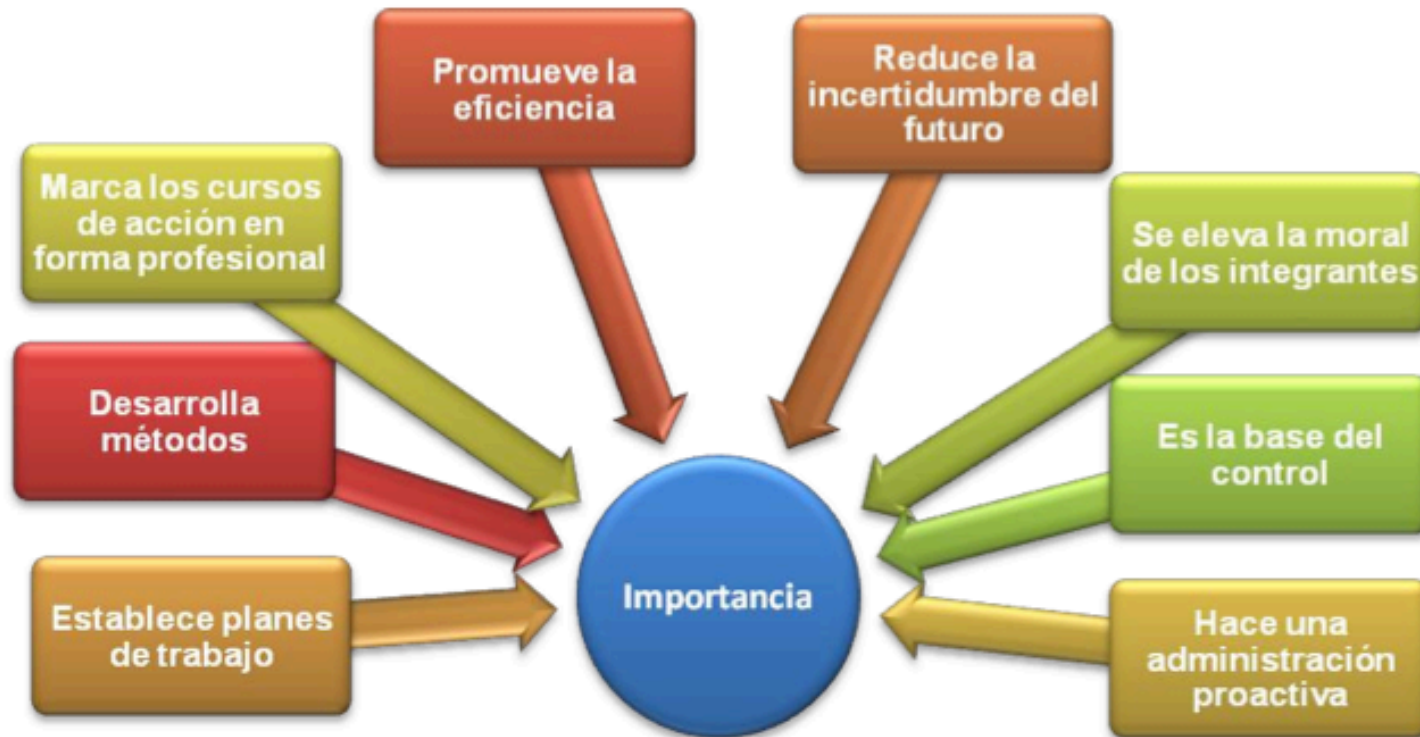 Promueve la
eficiencia
Reduce la
incertidumbre del
futuro
Marca los cursos
de acción en
forma profesional
Se eleva la moral
de los integrantes
Desarrolla
métodos
Es la base del
control
Establece planes
de trabajo
Importancia
Hace una
administración
proactiva